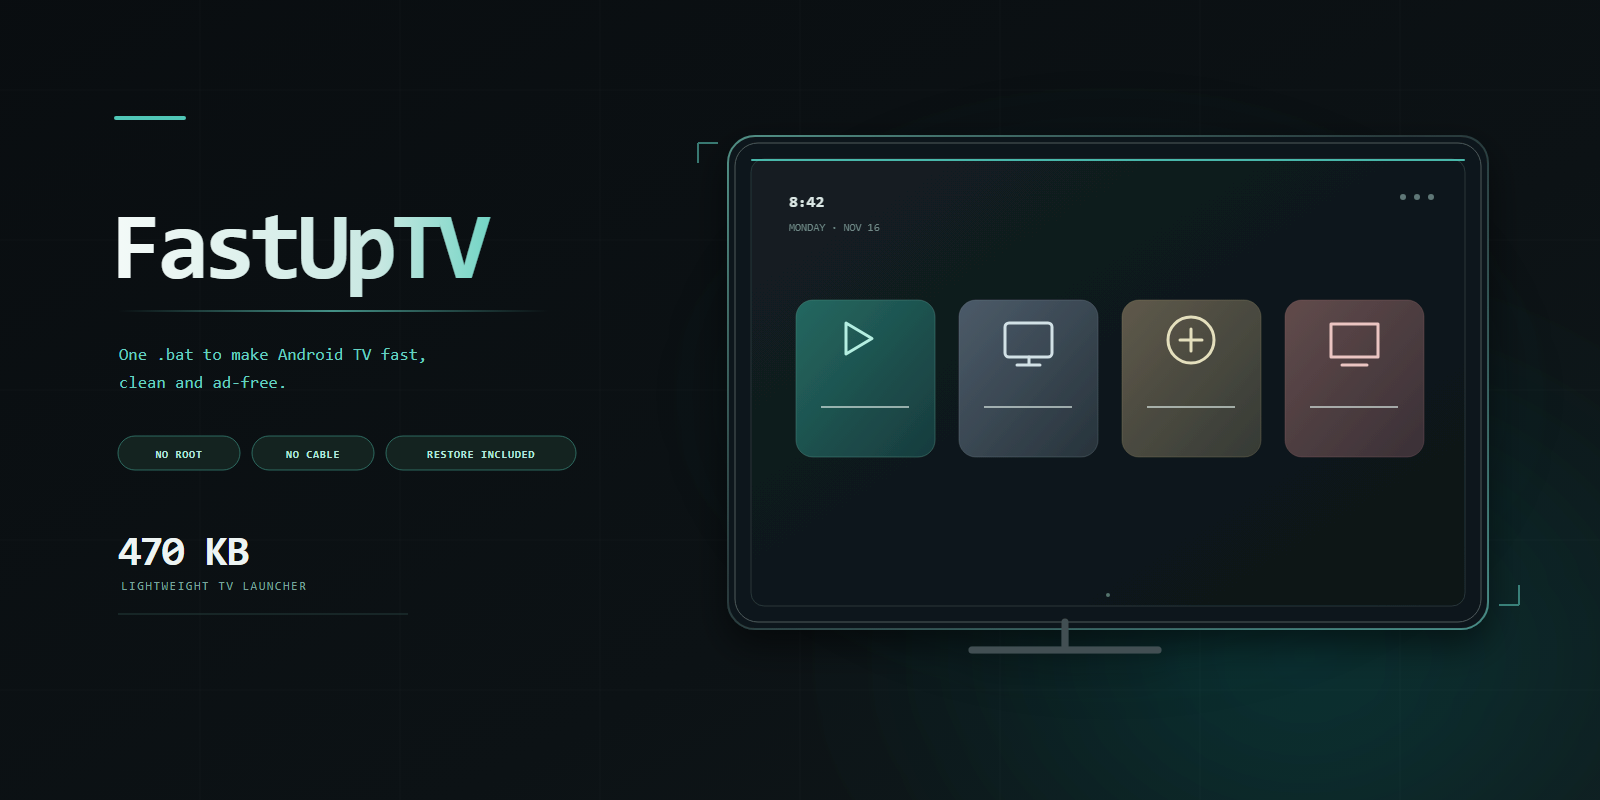 FastUpTV
One .bat to make Android TV fast,
clean and ad-free.
NO ROOT
NO CABLE
RESTORE INCLUDED
470 KB
LIGHTWEIGHT TV LAUNCHER
8:42
MONDAY · NOV 16